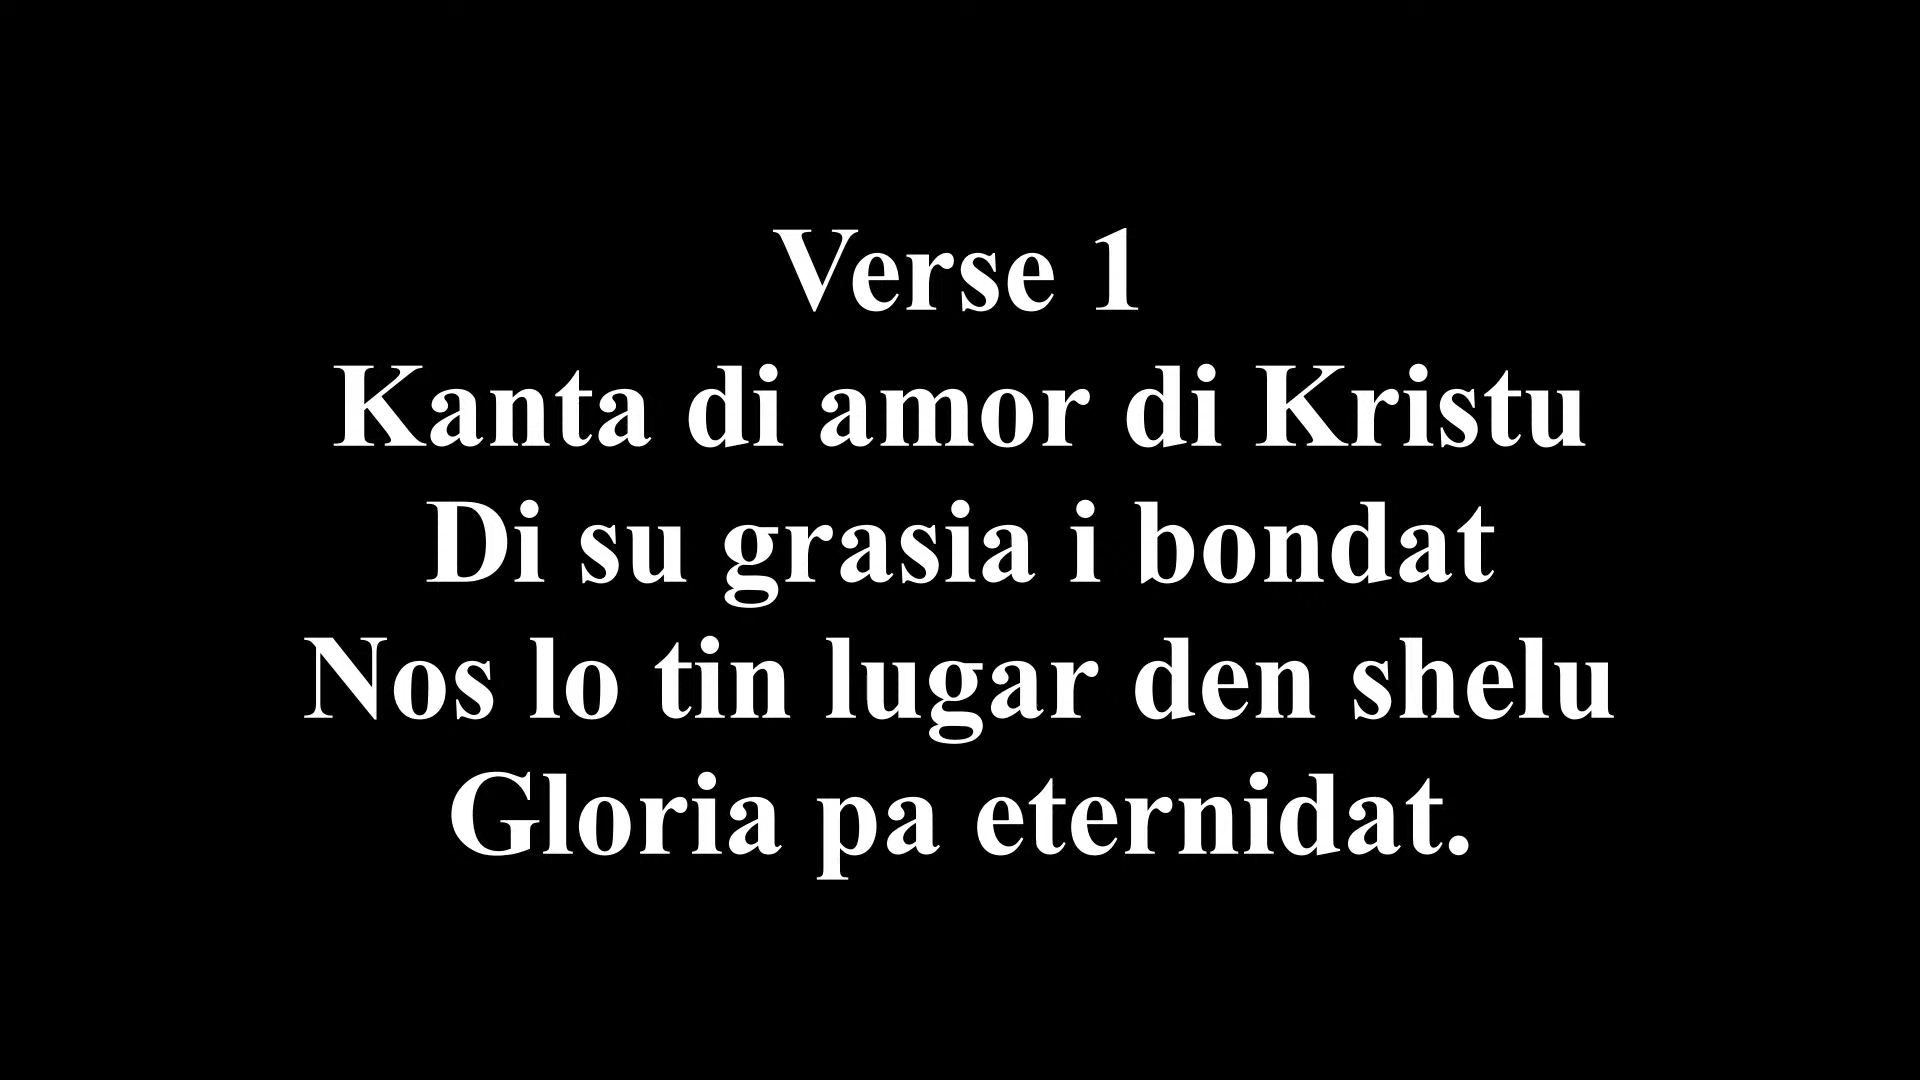 Verse 1
Kanta di amor di Kristu
Di su grasia i bondat
Nos lo tin lugar den shelu
Gloria pa eternidat.